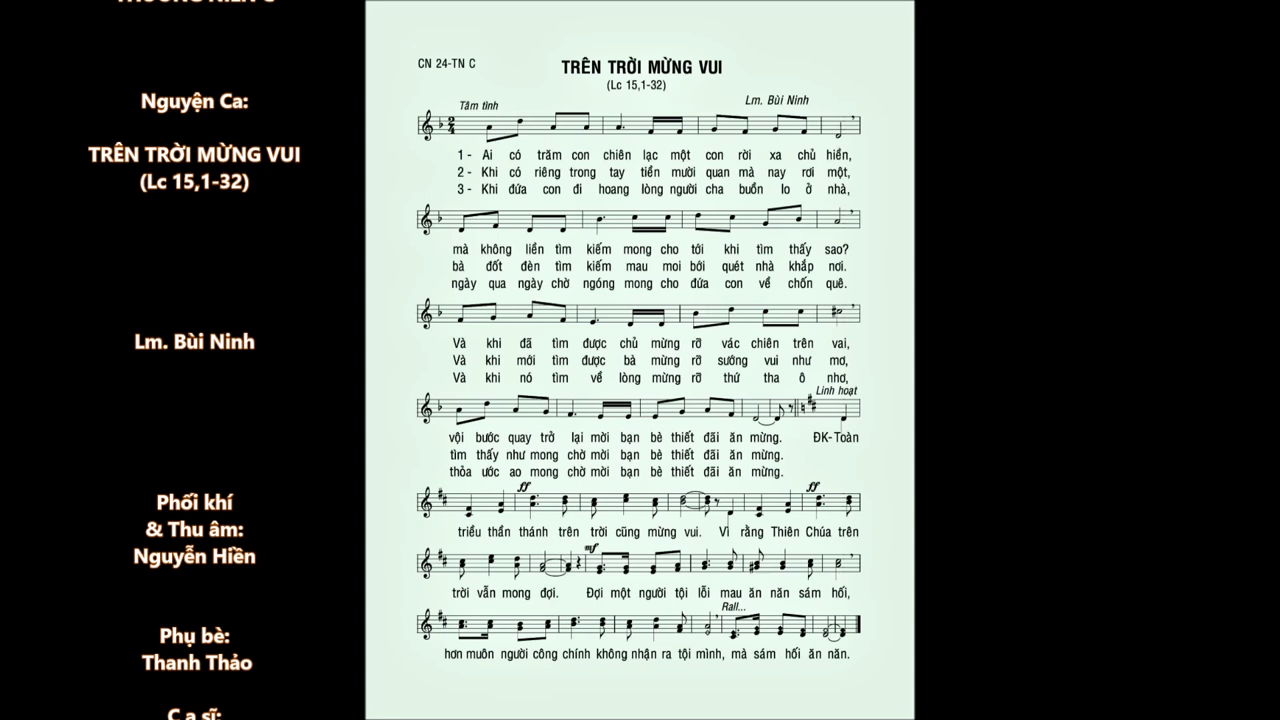 THƯỜNG NIÊN C
Nguyện Ca:
TRÊN TRỜI MỪNG VUI
(Lc 15,1-32)
Lm. Bùi Ninh
Phối khí
& Thu âm:
Nguyễn Hiền
Phụ bè:
Thanh Thảo
Ca sĩ:
CN 24-TN C
TRÊN TRỜI MỪNG VUI
(Lc 15,1-32)
Lm. Bùi Ninh
Tâm tình
1 - Ai có trăm con chiên lạc một con rời xa chủ hiền,
2 - Khi có riêng trong tay tiền mười quan mà nay rơi một,
3 - Khi đứa con đi hoang lòng người cha buồn lo ở nhà,
mà không liền tìm kiếm mong cho tới khi tìm thấy sao?
bà đốt đèn tìm kiếm mau moi bới quét nhà khắp nơi.
ngày qua ngày chờ ngóng mong cho đứa con về chốn quê.
Và khi đã tìm được chủ mừng rỡ vác chiên trên vai,
Và khi mới tìm được bà mừng rỡ sướng vui như mơ,
Và khi nó tìm về lòng mừng rỡ thứ tha ô nhơ,
Linh hoạt
vội bước quay trở lại mời bạn bè thiết đãi ăn mừng. ĐK-Toàn
tìm thấy như mong chờ mời bạn bè thiết đãi ăn mừng.
thỏa ước ao mong chờ mời bạn bè thiết đãi ăn mừng.
ff ff
triều thần thánh trên trời cũng mừng vui. Vì rằng Thiên Chúa trên
mf
trời vẫn mong đợi. Đợi một người tội lỗi mau ăn năn sám hối,
Rall...
hơn muôn người công chính không nhận ra tội mình, mà sám hối ăn năn.